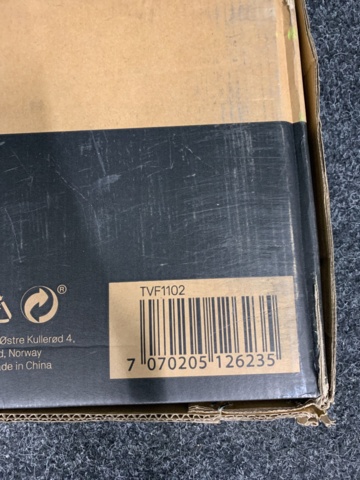 TVF1102
®
Østre Kullerød 4,
d, Norway
de in China
7 070205 126235